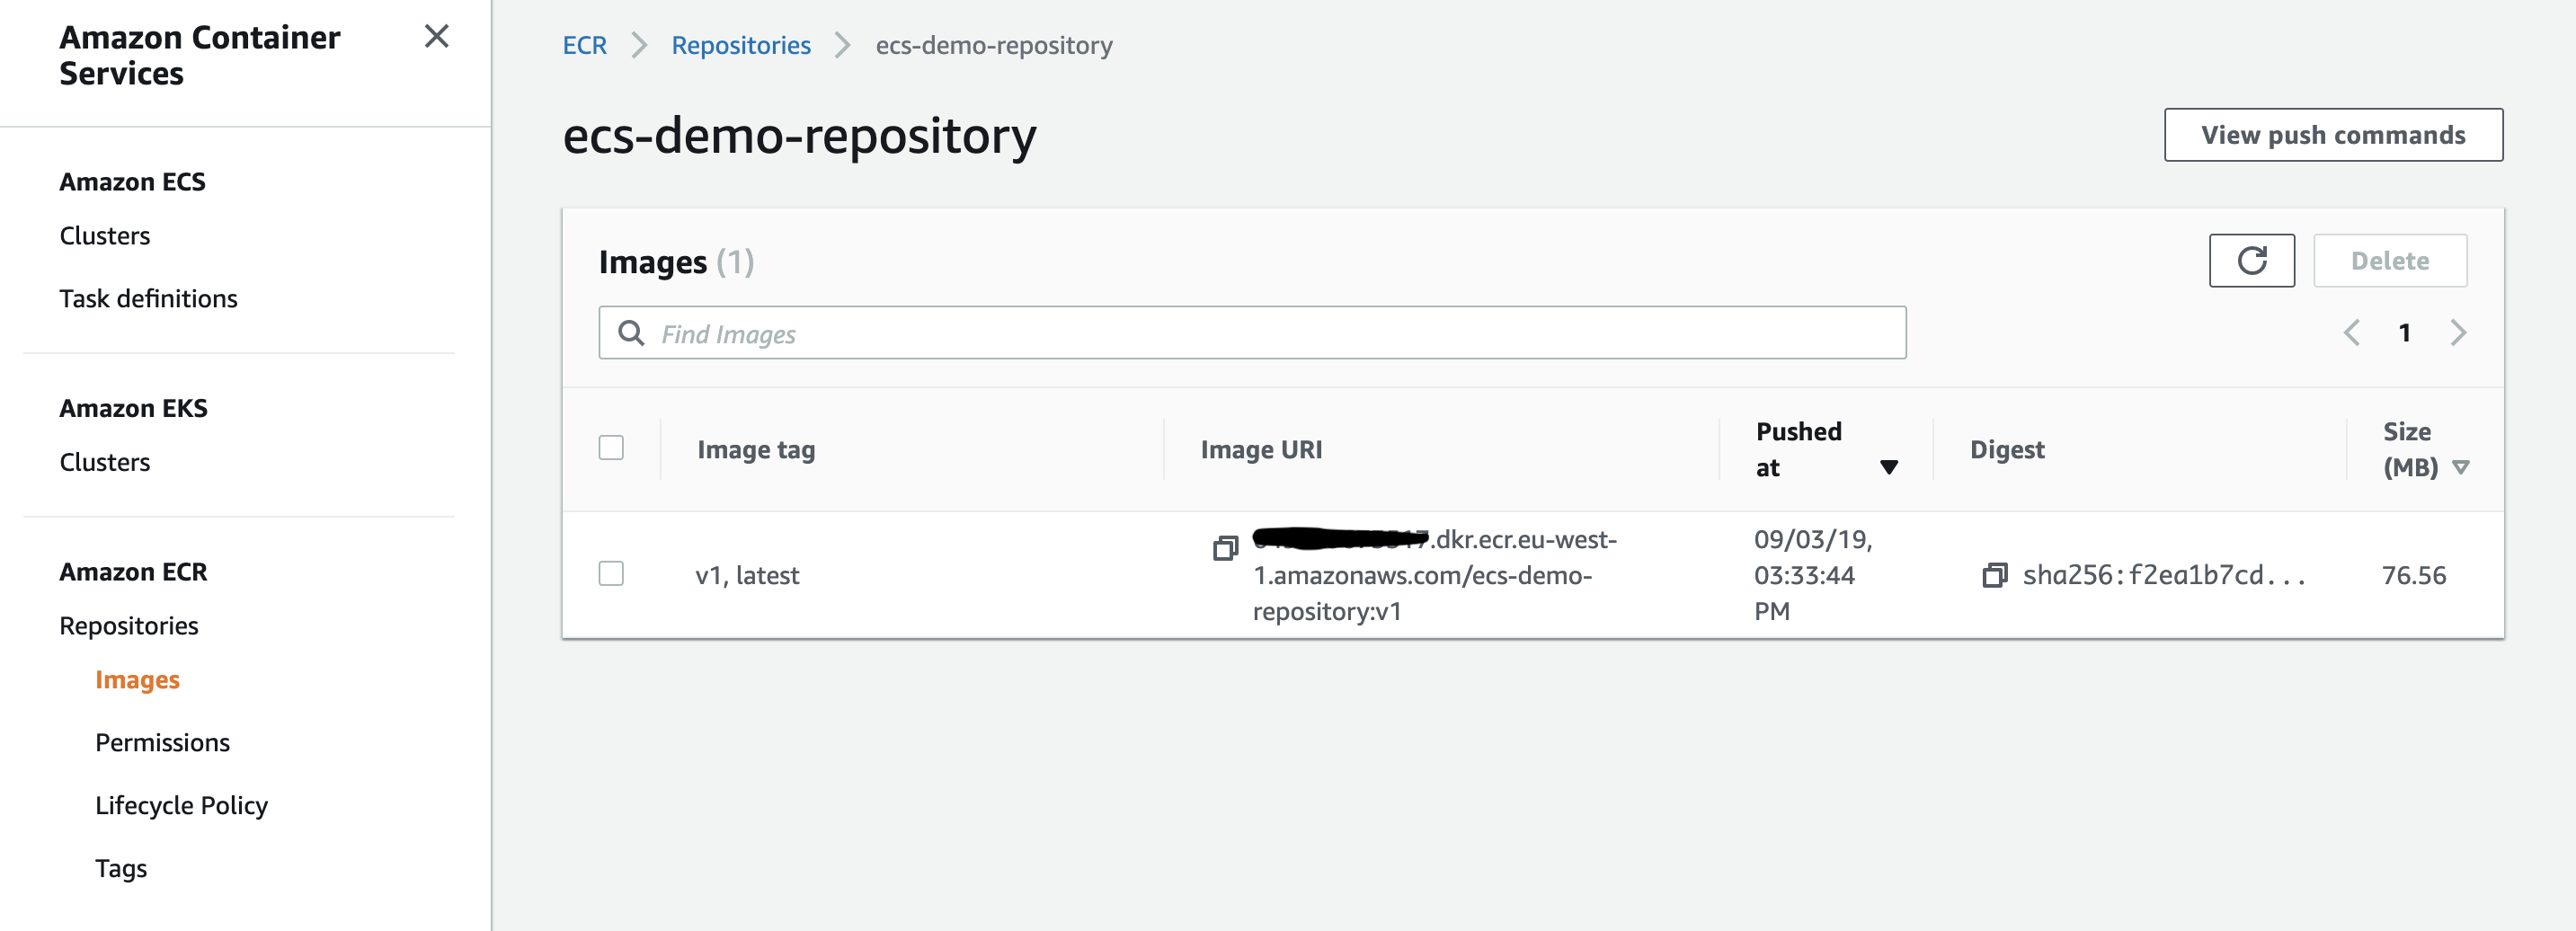 Amazon Container
Services
Amazon ECS
Clusters
Task definitions
Amazon EKS
Clusters
Amazon ECR
Repositories
Images
Permissions
Lifecycle Policy
Tags
ECR
Repositories
ecs-demo-repository
ecs-demo-repository
View push commands
Images (1)
Delete
Find Images
1
Image tag
Image URI
Pushed
at
Digest
Size
(MB)
v1, latest
.dkr.ecr.eu-west-
1.amazonaws.com/ecs-demo-
repository:v1
09/03/19,
03:33:44
PM
sha256:f2ea1b7cd...
76.56